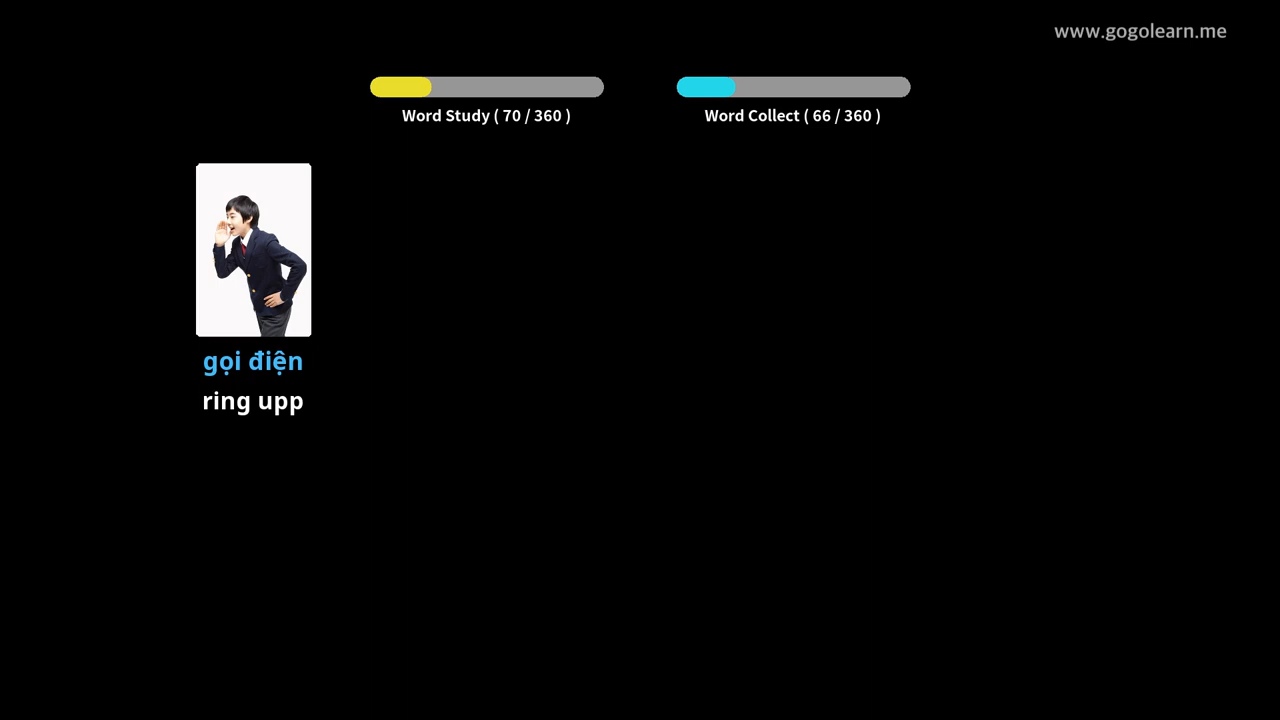 www.gogolearn.me
Word Study ( 70 / 360 )
Word Collect ( 66 / 360 )
gọi điện
ring upp